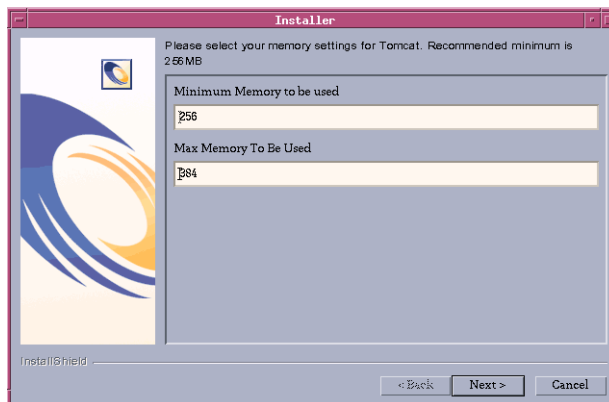 Installer
Please select your memory settings for Tomcat. Recommended minimum is
256MB
Minimum Memory to be used
256
Max Memory To Be Used
384
InstallShield
< Back
Next >
Cancel